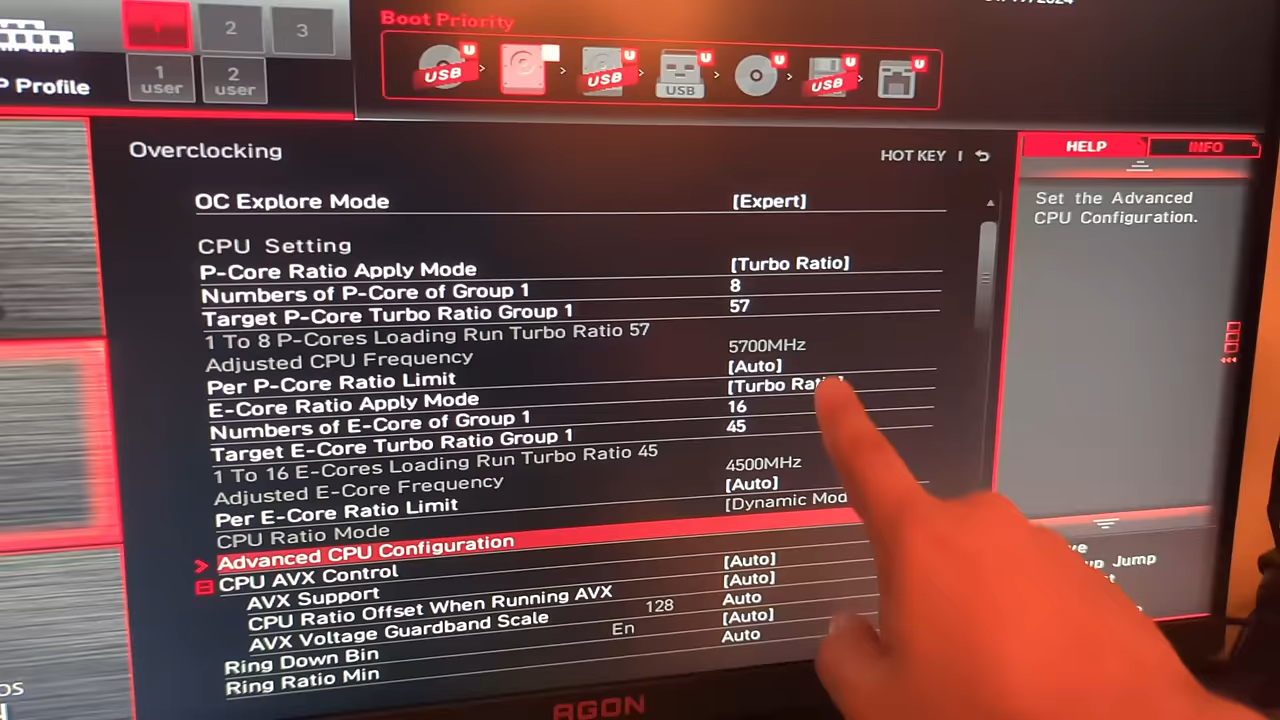 Boot Priority
1 2 3
P Profile
1 user
2 user
U
USB
U
USB
U
USB
U
U
USB
U
Overclocking
HOT KEY |
HELP
INFO
OC Explore Mode [Expert]
CPU Setting
P-Core Ratio Apply Mode [Turbo Ratio]
Numbers of P-Core of Group 1 8
Target P-Core Turbo Ratio Group 1 57
1 To 8 P-Cores Loading Run Turbo Ratio 57
Adjusted CPU Frequency 5700MHz
Per P-Core Ratio Limit [Auto]
E-Core Ratio Apply Mode [Turbo Ratio]
Numbers of E-Core of Group 1 16
Target E-Core Turbo Ratio Group 1 45
1 To 16 E-Cores Loading Run Turbo Ratio 45
Adjusted E-Core Frequency 4500MHz
Per E-Core Ratio Limit [Auto]
CPU Ratio Mode [Dynamic Mod
> Advanced CPU Configuration
CPU AVX Control
AVX Support [Auto]
CPU Ratio Offset When Running AVX [Auto]
AVX Voltage Guardband Scale 128 Auto
Ring Down Bin En [Auto]
Ring Ratio Min Auto
Set the Advanced
CPU Configuration.
Jump
AGON